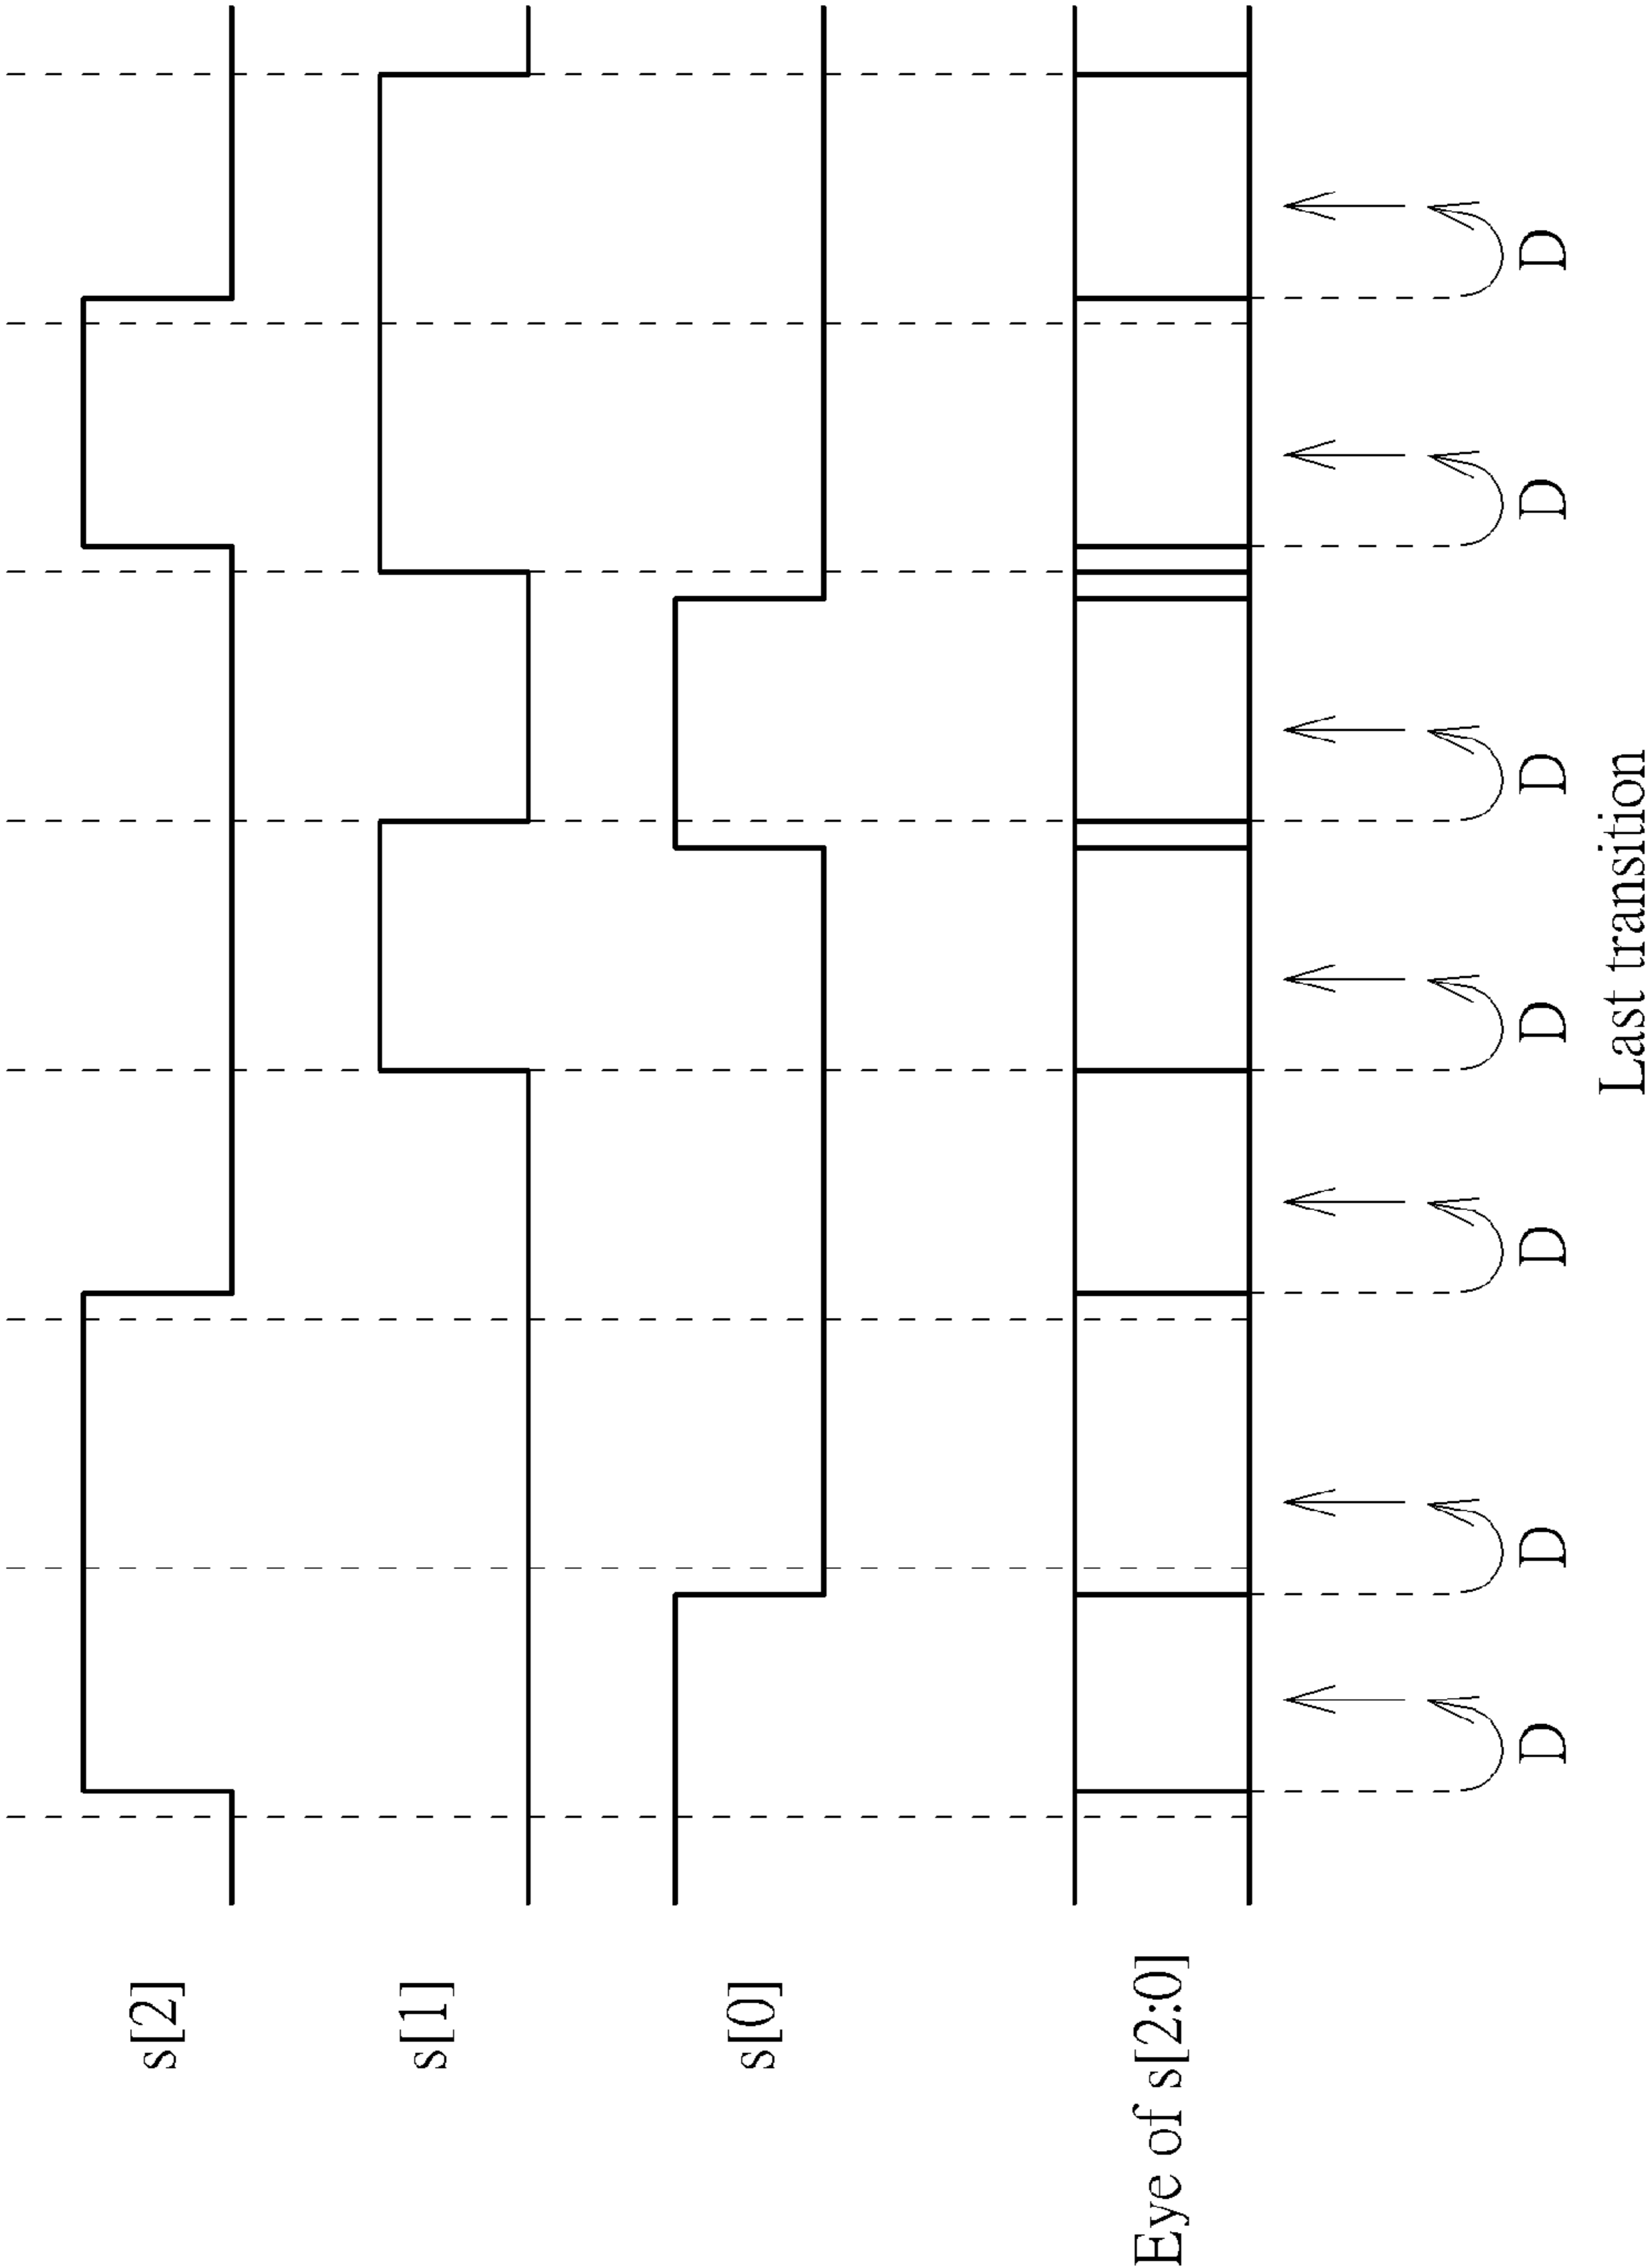 s[2]
s[1]
s[0]
Eye of s[2:0]
D D D D D D D
Last transition